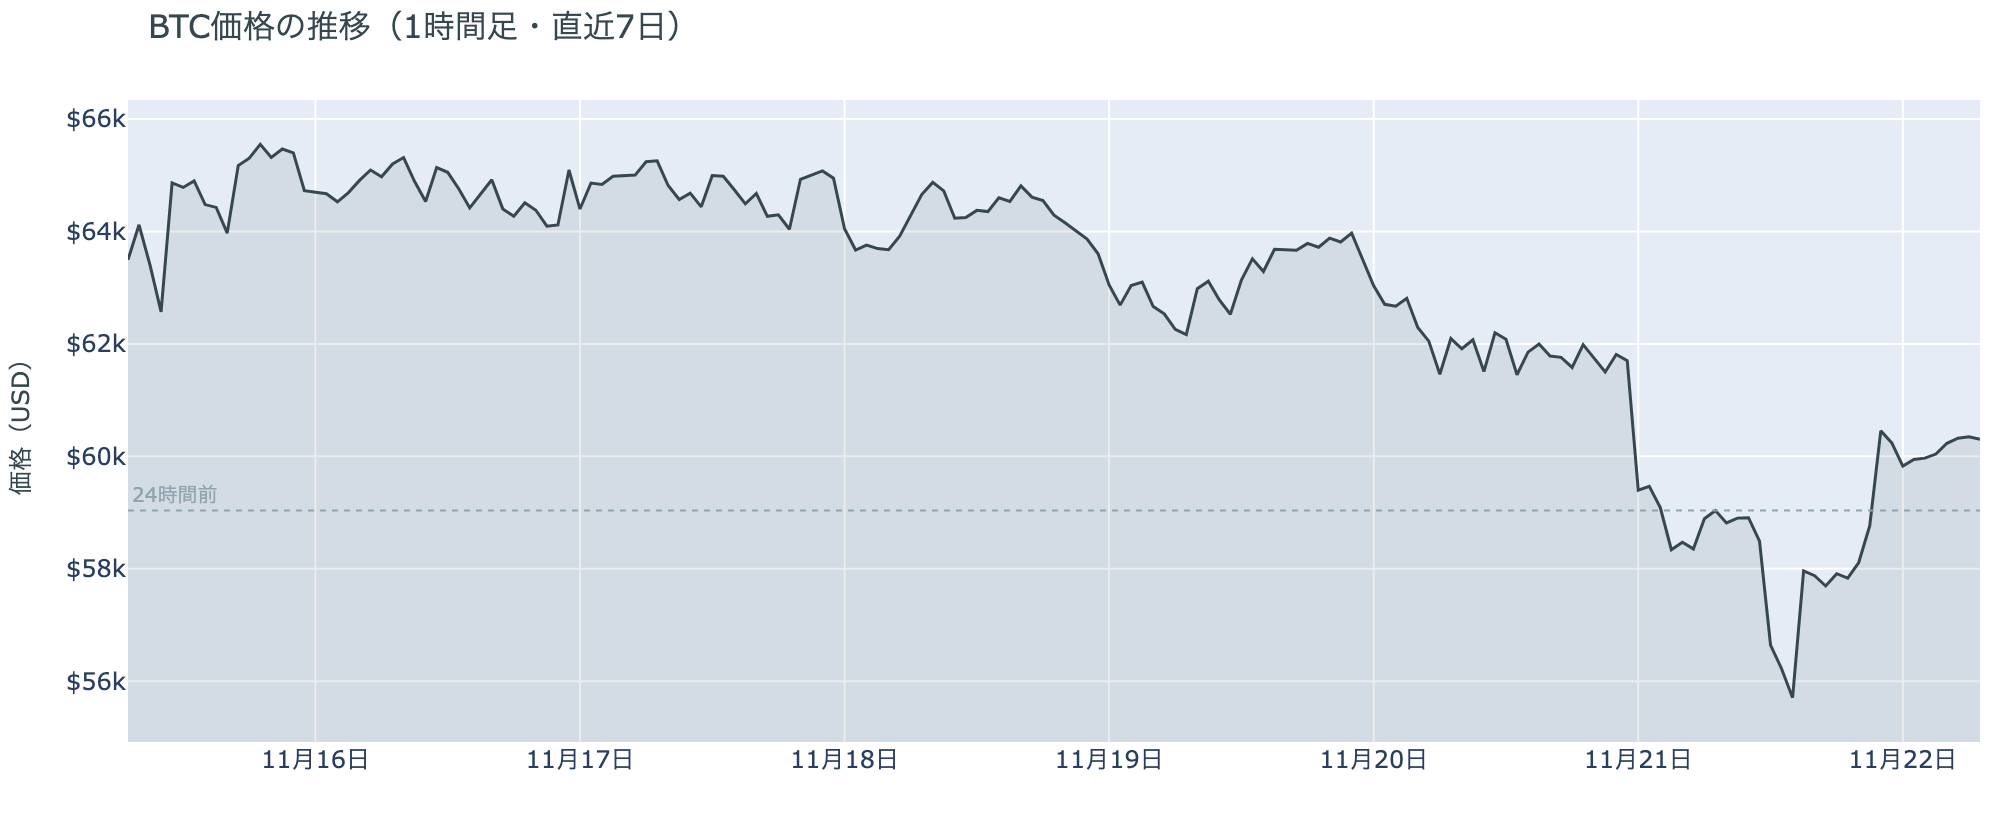 BTC価格の推移（1時間足・直近7日）
価格（USD）
$66k
$64k
$62k
$60k
$58k
$56k
24時間前
11月16日
11月17日
11月18日
11月19日
11月20日
11月21日
11月22日